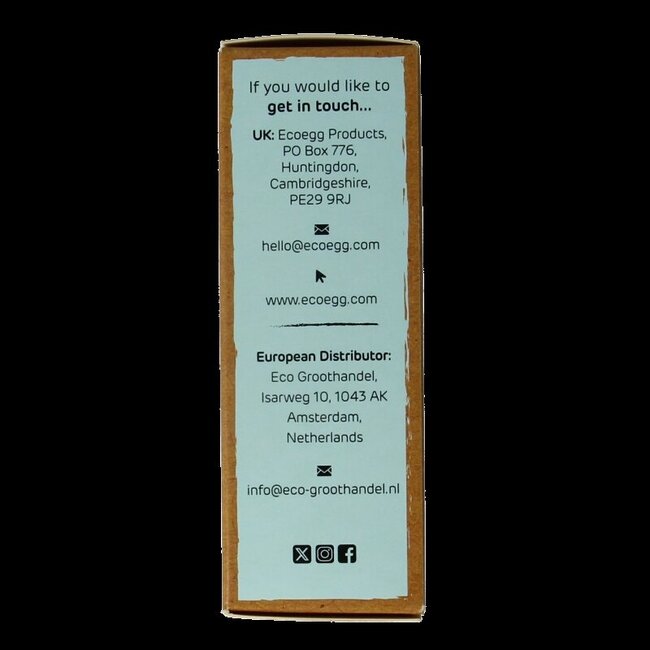 If you would like to
get in touch...
UK: Ecoegg Products,
PO Box 776,
Huntingdon,
Cambridgeshire,
PE29 9RJ
hello@ecoegg.com
www.ecoegg.com
European Distributor:
Eco Groothandel,
Isarweg 10, 1043 AK
Amsterdam,
Netherlands
info@eco-groothandel.nl